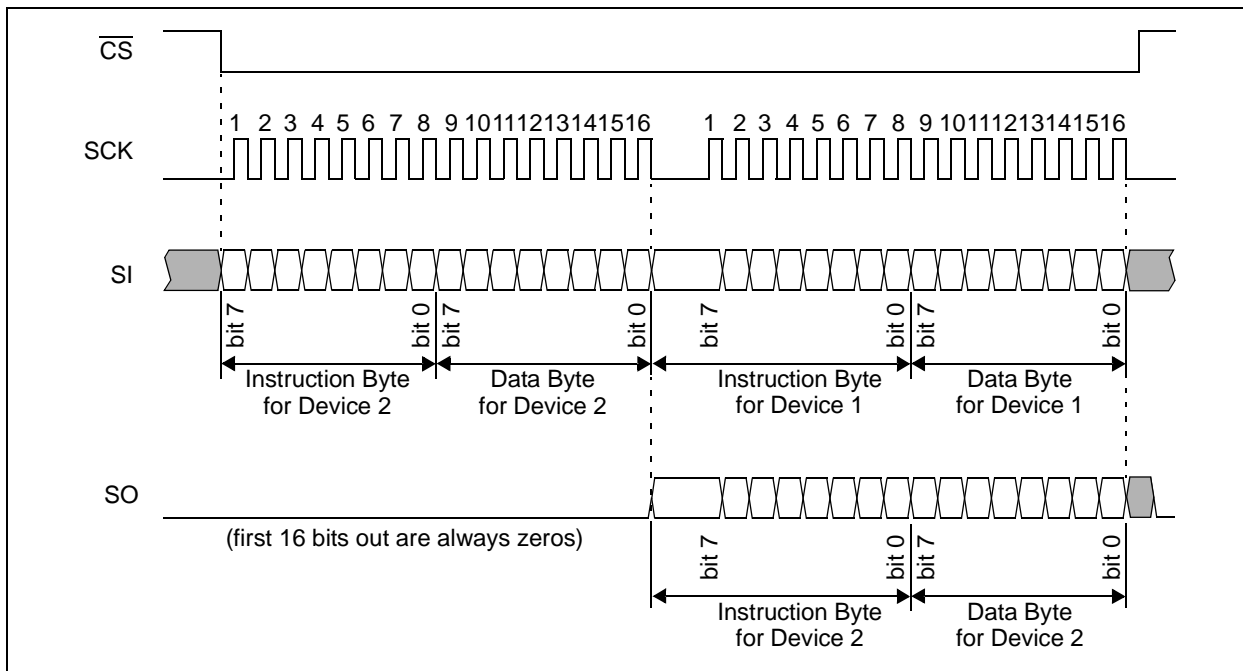 CS
1 2 3 4 5 6 7 8 9 10 11 12 13 14 15 16 1 2 3 4 5 6 7 8 9 10 11 12 13 14 15 16
SCK
SI
bit 7 bit 0 bit 7 bit 0 bit 7 bit 0 bit 7 bit 0
Instruction Byte Data Byte Instruction Byte Data Byte
for Device 2 for Device 2 for Device 1 for Device 1
SO
(first 16 bits out are always zeros)
bit 7 bit 0 bit 7 bit 0
Instruction Byte Data Byte
for Device 2 for Device 2